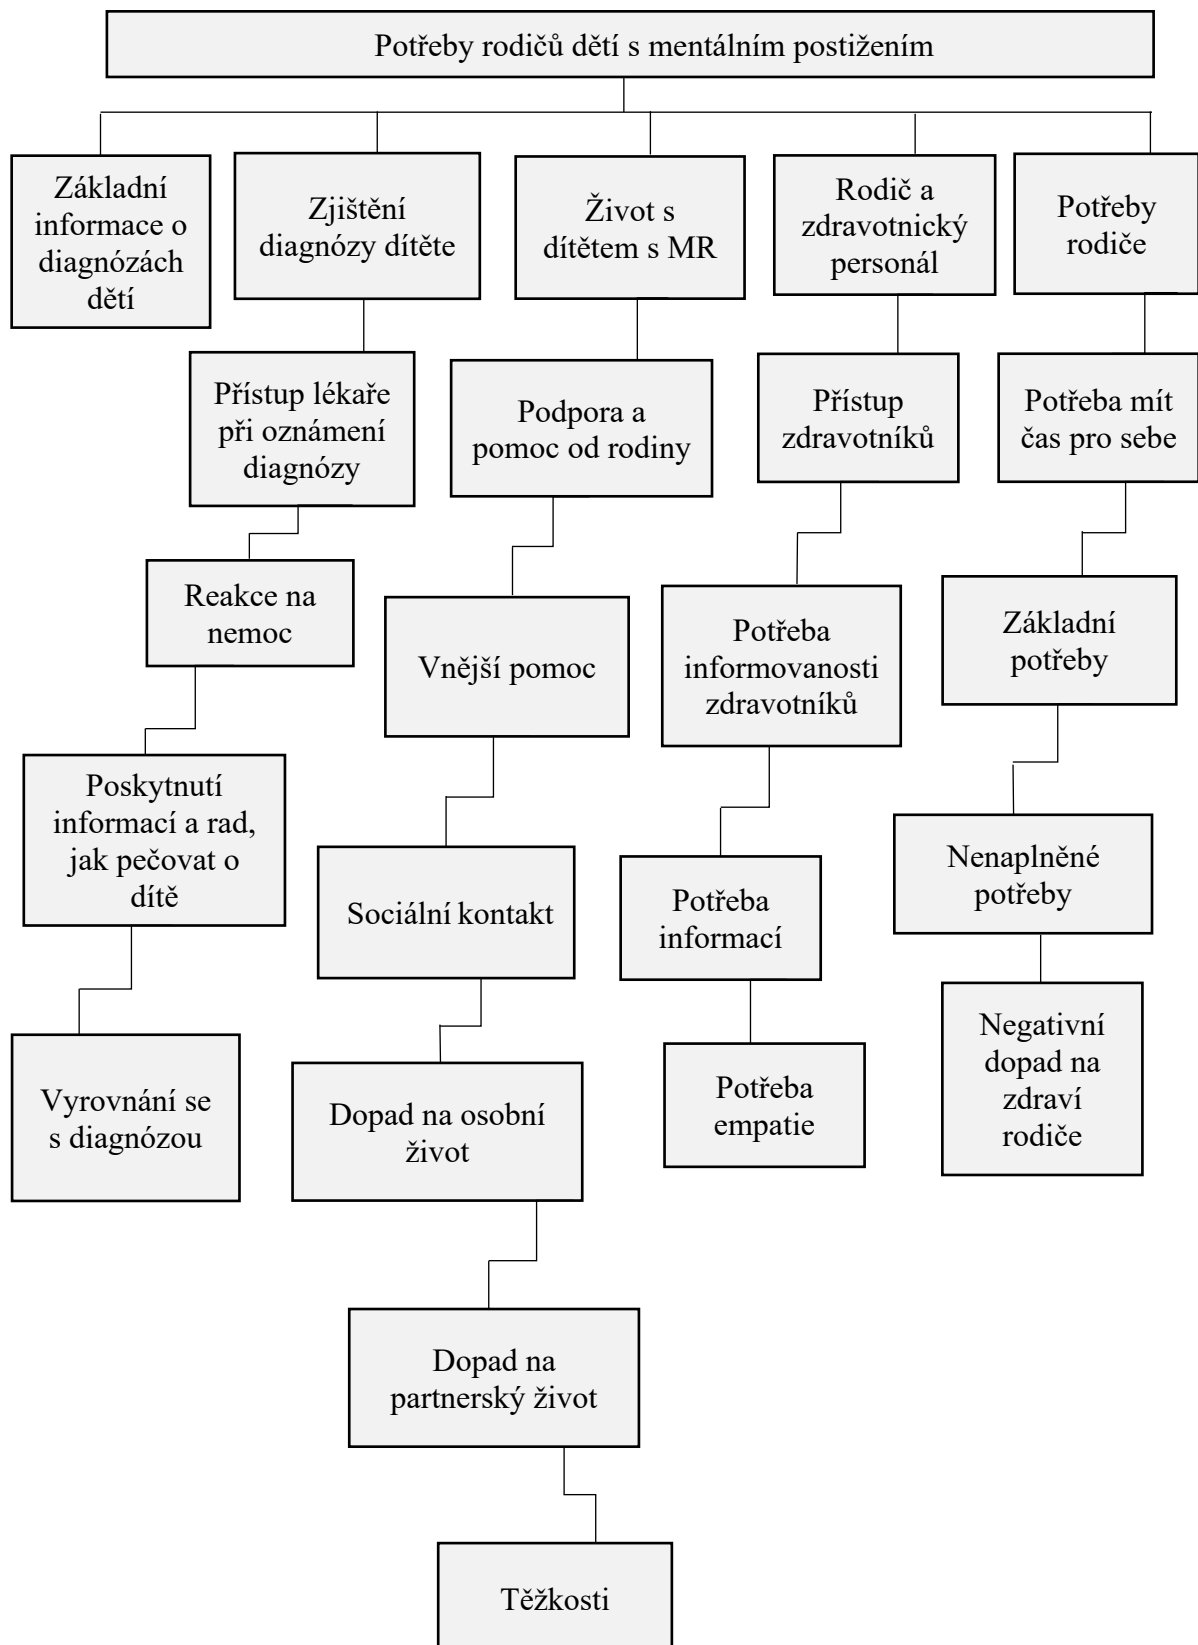 Potřeby rodičů dětí s mentálním postižením
Základní
informace o
diagnózách
dětí
Zjištění
diagnózy dítěte
Život s
dítětem s MR
Rodič a
zdravotnický
personál
Potřeby
rodiče
Přístup lékaře
při oznámení
diagnózy
Podpora a
pomoc od rodiny
Přístup
zdravotníků
Potřeba mít
čas pro sebe
Reakce na
nemoc
Vnější pomoc
Potřeba
informovanosti
zdravotníků
Základní
potřeby
Poskytnutí
informací a rad,
jak pečovat o
dítě
Sociální kontakt
Potřeba
informací
Nenaplněné
potřeby
Vyrovnání se
s diagnózou
Dopad na osobní
život
Potřeba
empatie
Negativní
dopad na
zdraví
rodiče
Dopad na
partnerský život
Těžkosti